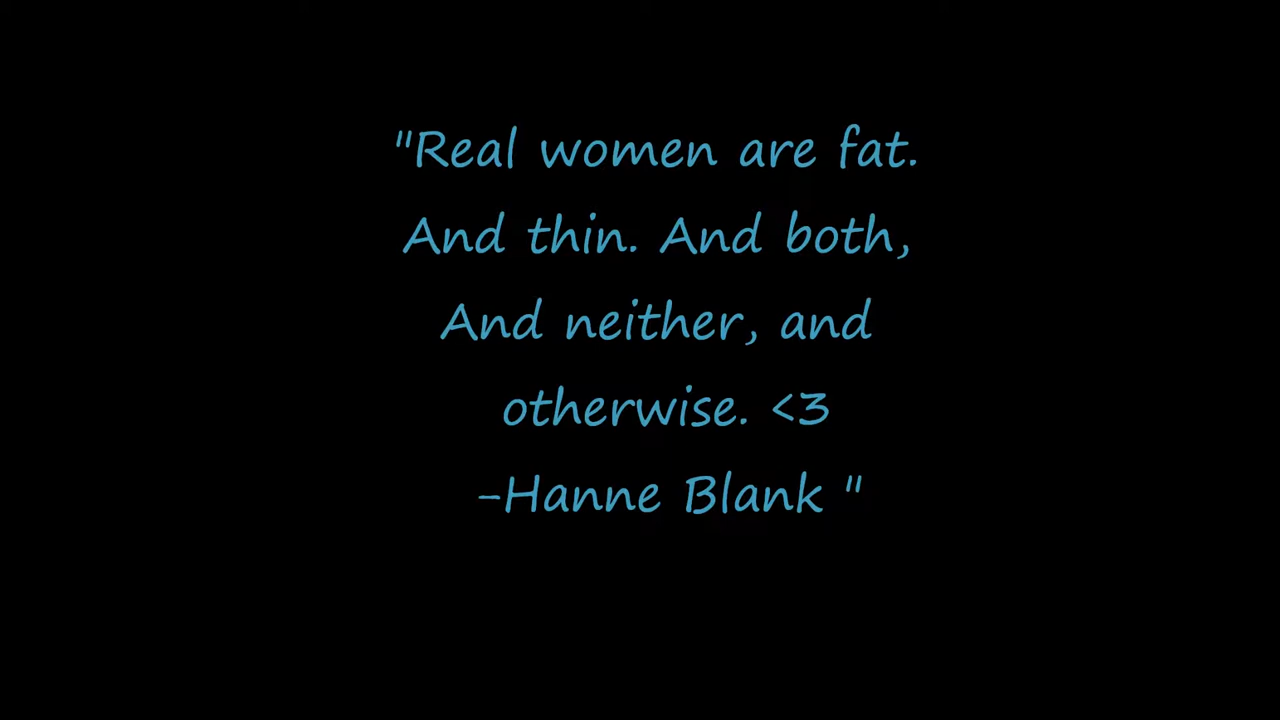 "Real women are fat.
And thin. And both,
And neither, and
otherwise. <3
-Hanne Blank "